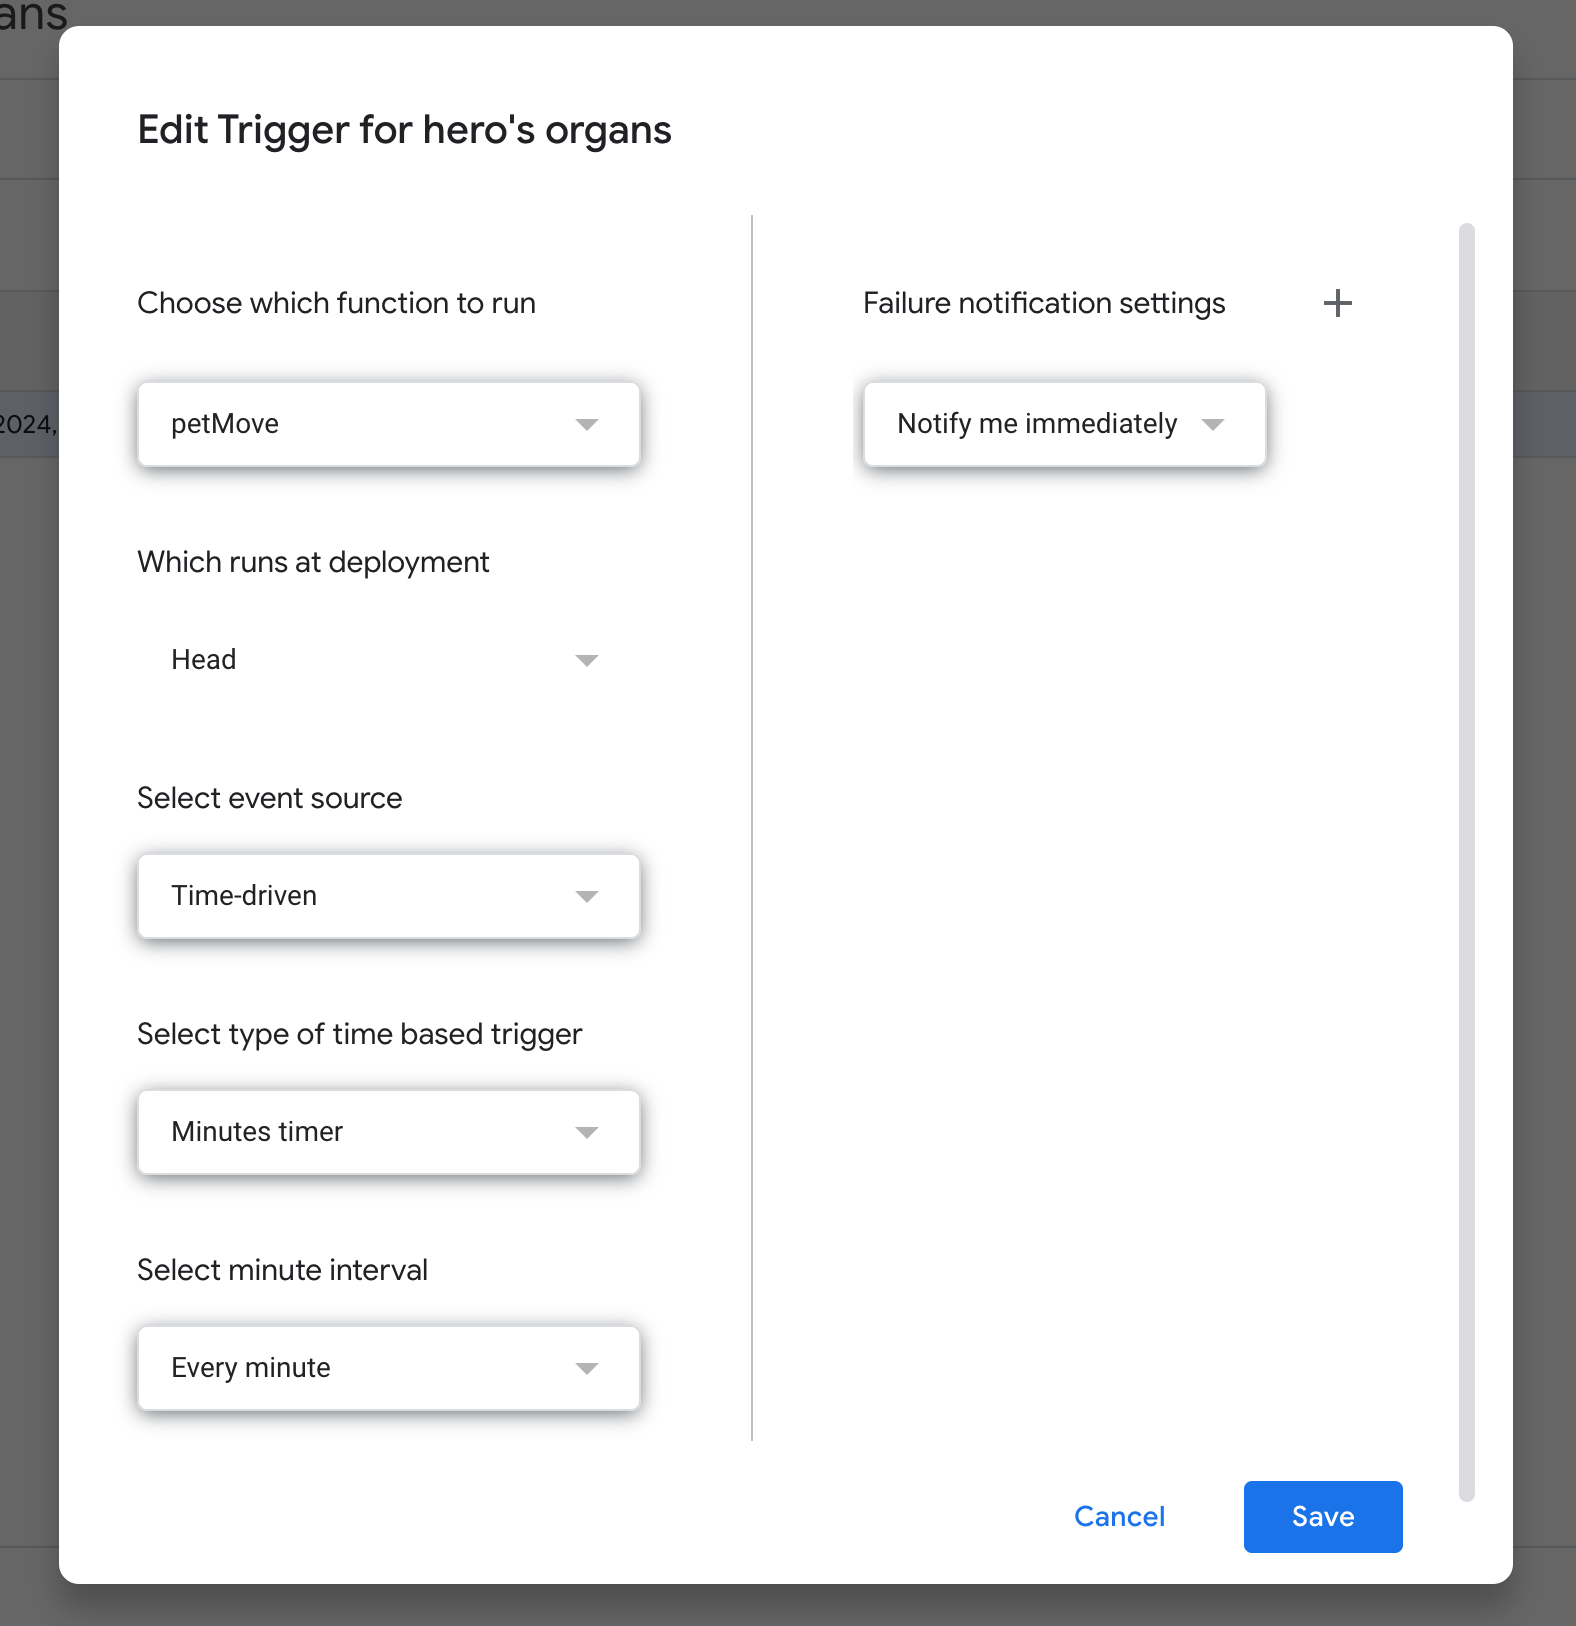 ans
Edit Trigger for hero's organs
Choose which function to run
petMove
Which runs at deployment
Head
Select event source
Time-driven
Select type of time based trigger
Minutes timer
Select minute interval
Every minute
Failure notification settings
Notify me immediately
2024,
Cancel
Save